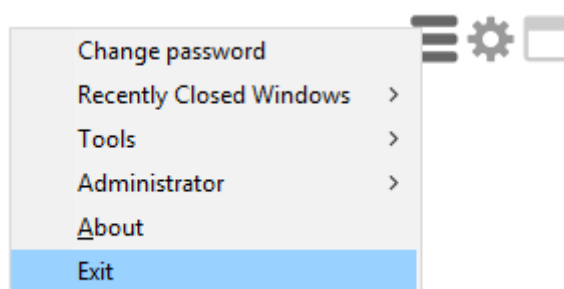 Change password
Recently Closed Windows
Tools
Administrator
About
Exit